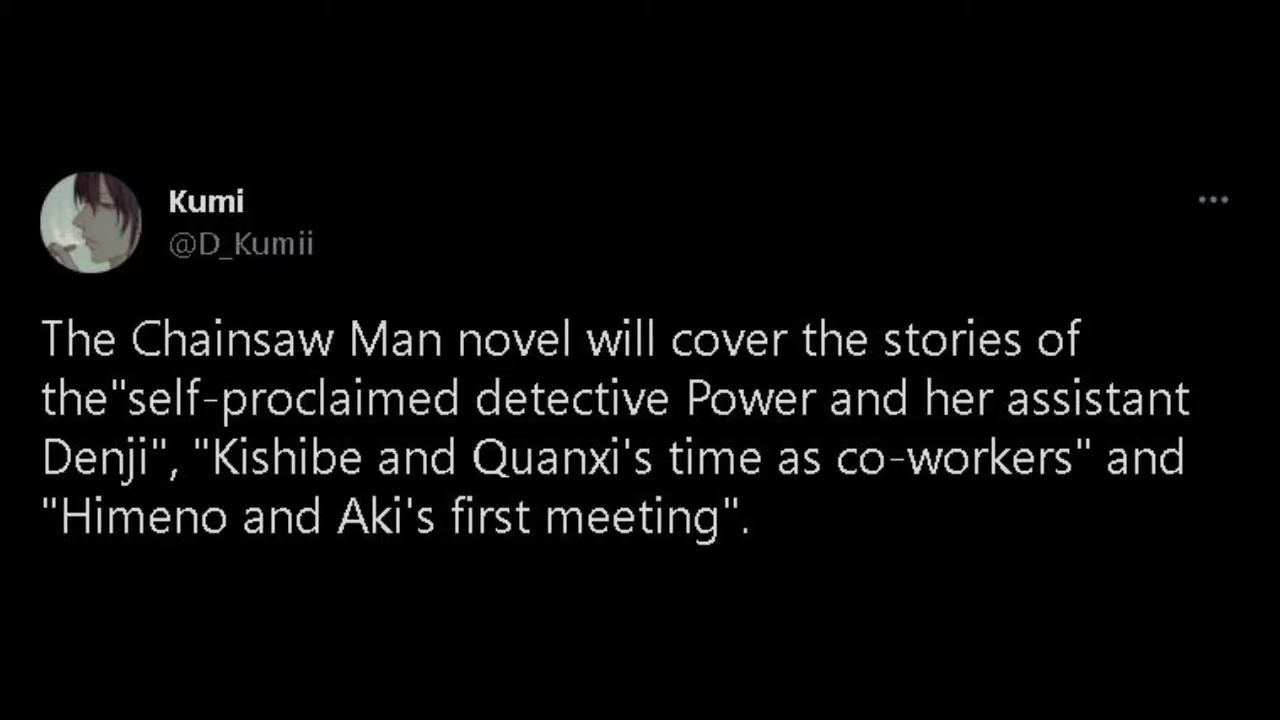 Kumi
@D_Kumii
The Chainsaw Man novel will cover the stories of
the"self-proclaimed detective Power and her assistant
Denji", "Kishibe and Quanxi's time as co-workers" and
"Himeno and Aki's first meeting".